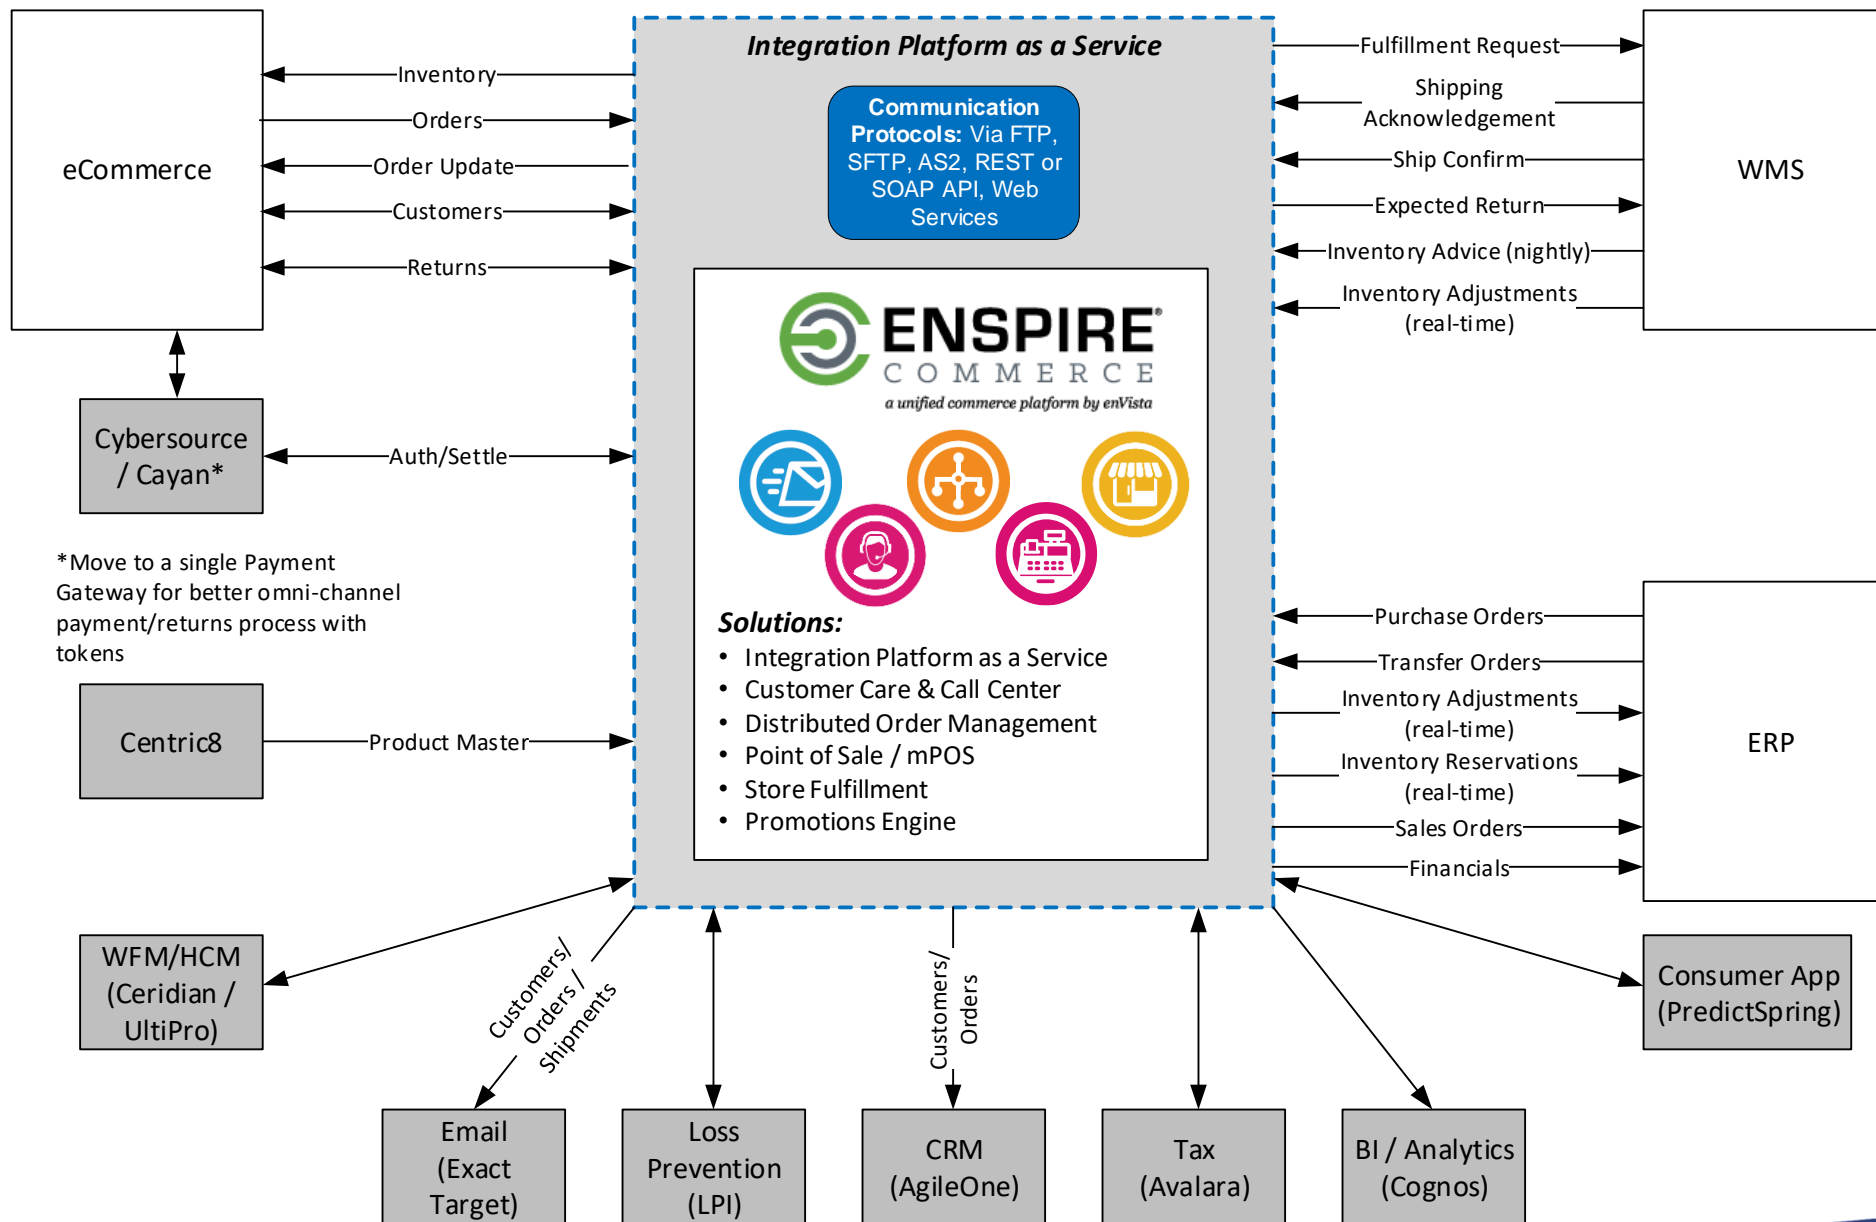 Integration Platform as a Service
Communication
Protocols: Via FTP,
SFTP, AS2, REST or
SOAP API, Web
Services
eCommerce
Inventory
Orders
Order Update
Customers
Returns
Fulfillment Request
Shipping
Acknowledgement
Ship Confirm
Expected Return
Inventory Advice (nightly)
Inventory Adjustments
(real-time)
WMS
ENSPIRE®
COMMERCE
a unified commerce platform by enVista
Cybersource
/ Cayan*
Auth/Settle
*Move to a single Payment
Gateway for better omni-channel
payment/returns process with
tokens
Centric8
Product Master
Solutions:
• Integration Platform as a Service
• Customer Care & Call Center
• Distributed Order Management
• Point of Sale / mPOS
• Store Fulfillment
• Promotions Engine
Purchase Orders
Transfer Orders
Inventory Adjustments
(real-time)
Inventory Reservations
(real-time)
Sales Orders
Financials
ERP
WFM/HCM
(Ceridian /
UltiPro)
Customers/
Orders /
Shipments
Customers/
Orders
Consumer App
(PredictSpring)
Email
(Exact
Target)
Loss
Prevention
(LPI)
CRM
(AgileOne)
Tax
(Avalara)
BI / Analytics
(Cognos)